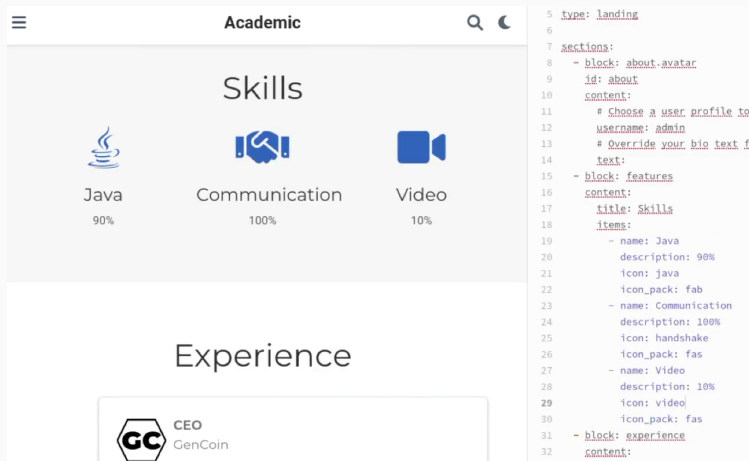 Academic
Skills
Java
Communication
Video
90%
100%
10%
Experience
GC
CEO
GenCoin
5 type: landing
6
7 sections:
8 - block: about.avatar
9 id: about
10 content:
11 # Choose a user profile to
12 username: admin
13 # Override your bio text f
14 text:
15 - block: features
16 content:
17 title: Skills
18 items:
19 - name: Java
20 description: 90%
21 icon: java
22 icon_pack: fab
23 - name: Communication
24 description: 100%
25 icon: handshake
26 icon_pack: fas
27 - name: Video
28 description: 10%
29 icon: video
30 icon_pack: fas
31 - block: experience
32 content: